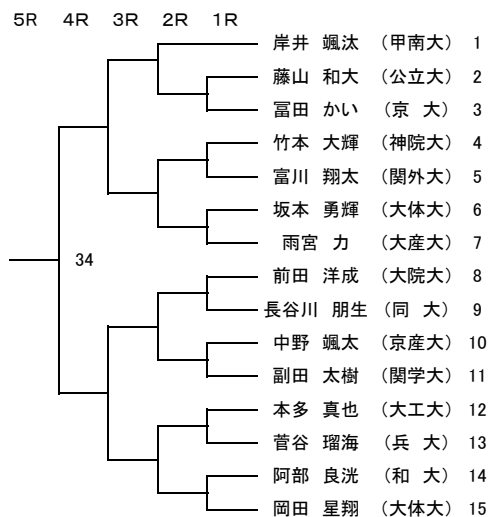 5R 4R 3R 2R 1R
岸井 颯汰 （甲南大） 1
藤山 和大 （公立大） 2
冨田 かい （京 大） 3
竹本 大輝 （神院大） 4
富川 翔太 （関外大） 5
坂本 勇輝 （大体大） 6
雨宮 力 （大産大） 7
34
前田 洋成 （大院大） 8
長谷川 朋生 （同 大） 9
中野 颯太 （京産大） 10
副田 太樹 （関学大） 11
本多 真也 （大工大） 12
菅谷 瑠海 （兵 大） 13
阿部 良洸 （和 大） 14
岡田 星翔 （大体大） 15